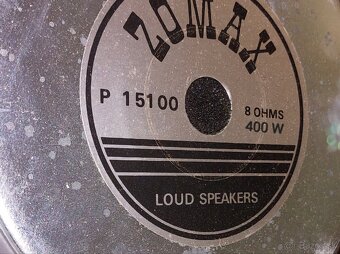 ZOMAX
P 15100
8 OHMS
400 W
LOUD SPEAKERS